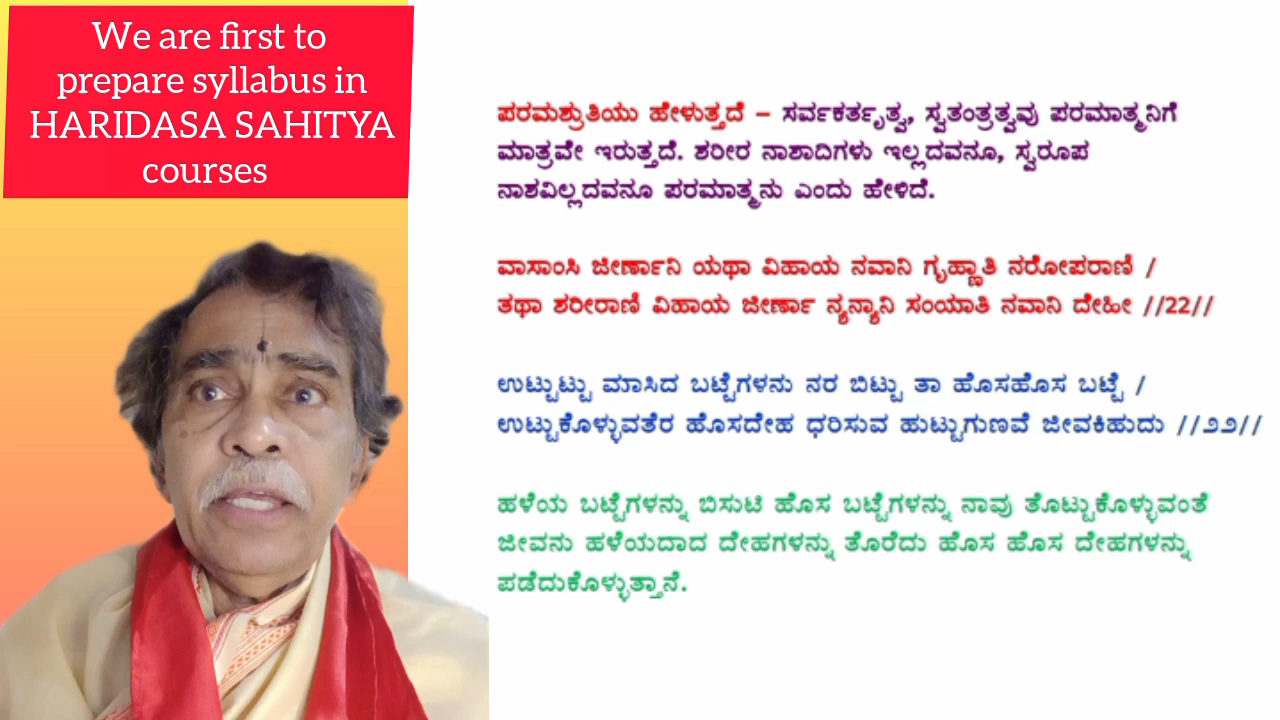 We are first to
prepare syllabus in
HARIDASA SAHITYA
courses
ಪರಮಶ್ರುತಿಯು ಹೇಳುತ್ತದೆ – ಸರ್ವಕರ್ತೃತ್ವ, ಸ್ವತಂತ್ರತ್ವವು ಪರಮಾತ್ಮನಿಗೆ
ಮಾತ್ರವೇ ಇರುತ್ತದೆ. ಶರೀರ ನಾಶಾದಿಗಳು ಇಲ್ಲದವನೂ, ಸ್ವರೂಪ
ನಾಶವಿಲ್ಲದವನೂ ಪರಮಾತ್ಮನು ಎಂದು ಹೇಳಿದೆ.
ವಾಸಾಂಸಿ ಜೀರ್ಣಾನಿ ಯಥಾ ವಿಹಾಯ ನವಾನಿ ಗೃಹ್ಣಾತಿ ನರೋಪರಾಣಿ /
ತಥಾ ಶರೀರಾಣಿ ವಿಹಾಯ ಜೀರ್ಣಾ ನ್ಯನ್ಯಾನಿ ಸಂಯಾತಿ ನವಾನಿ ದೇಹೀ //22//
ಉಟ್ಟುಟ್ಟು ಮಾಸಿದ ಬಟ್ಟೆಗಳನು ನರ ಬಿಟ್ಟು ತಾ ಹೊಸಹೊಸ ಬಟ್ಟೆ /
ಉಟ್ಟುಕೊಳ್ಳುವತೆರ ಹೊಸದೇಹ ಧರಿಸುವ ಹುಟ್ಟುಗುಣವೆ ಜೀವಕಿಹುದು //೨೨//
ಹಳೆಯ ಬಟ್ಟೆಗಳನ್ನು ಬಿಸುಟಿ ಹೊಸ ಬಟ್ಟೆಗಳನ್ನು ನಾವು ತೊಟ್ಟುಕೊಳ್ಳುವಂತೆ
ಜೀವನು ಹಳೆಯದಾದ ದೇಹಗಳನ್ನು ತೊರೆದು ಹೊಸ ಹೊಸ ದೇಹಗಳನ್ನು
ಪಡೆದುಕೊಳ್ಳುತ್ತಾನೆ.